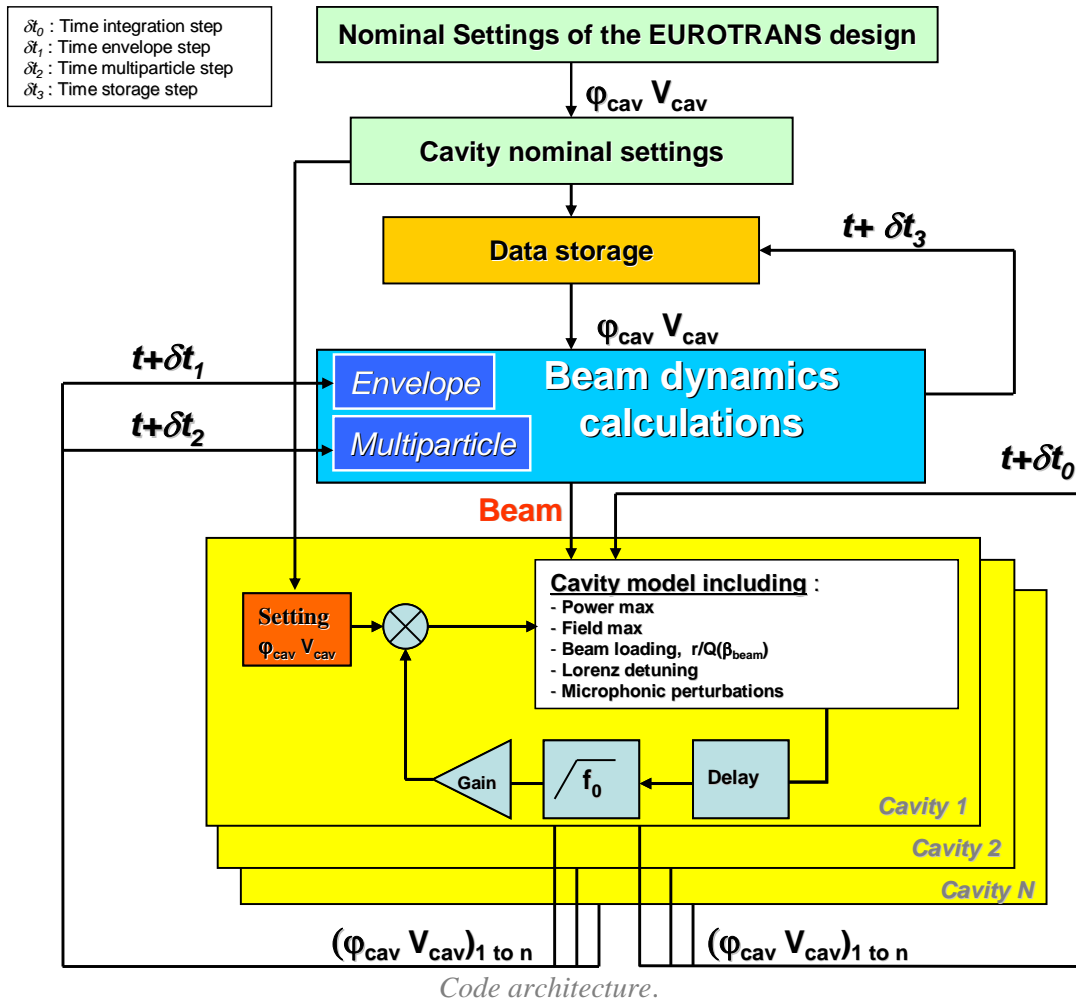 δt0 : Time integration step
δt1 : Time envelope step
δt2 : Time multiparticle step
δt3 : Time storage step
Nominal Settings of the EUROTRANS design
φcav Vcav
Cavity nominal settings
t+ δt3
Data storage
φcav Vcav
t+δt1
Envelope
Beam dynamics
calculations
t+δt2
Multiparticle
t+δt0
Beam
Cavity model including :
- Power max
- Field max
- Beam loading, r/Q(βbeam)
- Lorenz detuning
- Microphonic perturbations
Setting
φcav Vcav
Gain
f0
Delay
Cavity 1
Cavity 2
Cavity N
(φcav Vcav)1 to n
(φcav Vcav)1 to n
Code architecture.